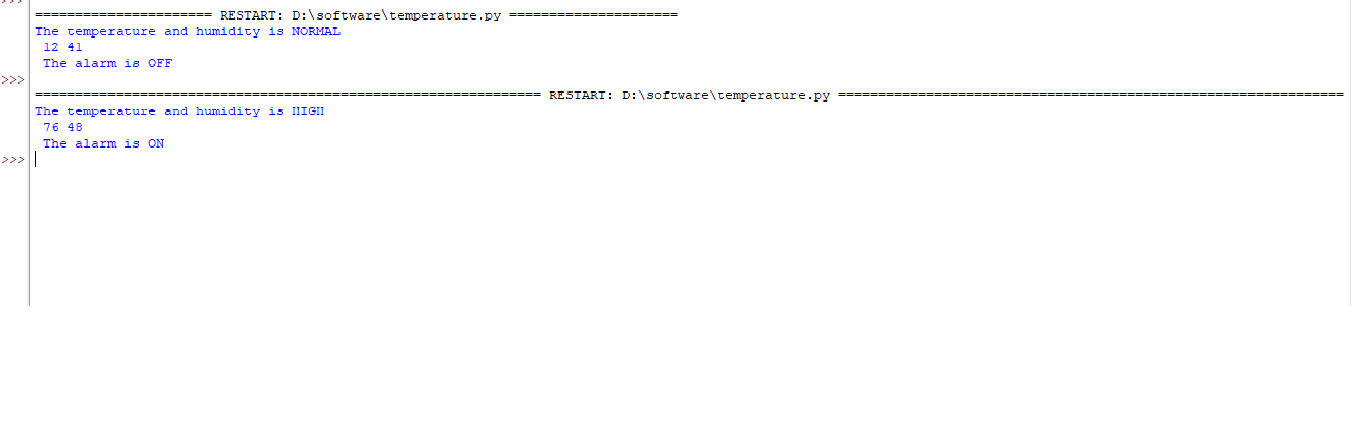 >>>
====================== RESTART: D:\software\temperature.py =====================
The temperature and humidity is NORMAL
12 41
The alarm is OFF
>>>
=============================================================== RESTART: D:\software\temperature.py ===============================================================
The temperature and humidity is HIGH
76 48
The alarm is ON
>>>